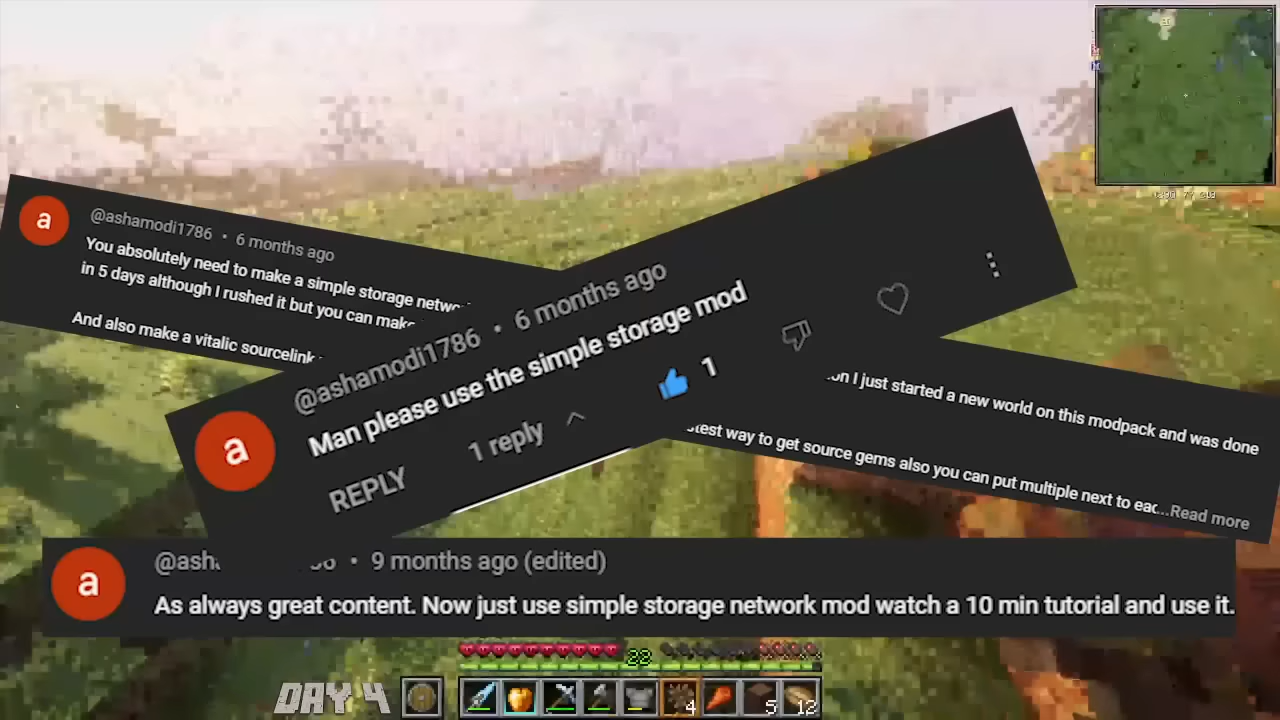 a
@ashamodi1786 • 6 months ago
You absolutely need to make a simple storage
in 5 days although I rushed it but you can make
And also make a vitalic sourcelink
@ashamodi1786 • 6 months ago
Man please use the simple storage mod
a
1
1 reply
REPLY
I just started a new world on this modpack and was done
way to get source gems also you can put multiple next to eac...Read more
a
@ash • 9 months ago (edited)
As always great content. Now just use simple storage network mod watch a 10 min tutorial and use it.
28
DAY 4
4
5
12